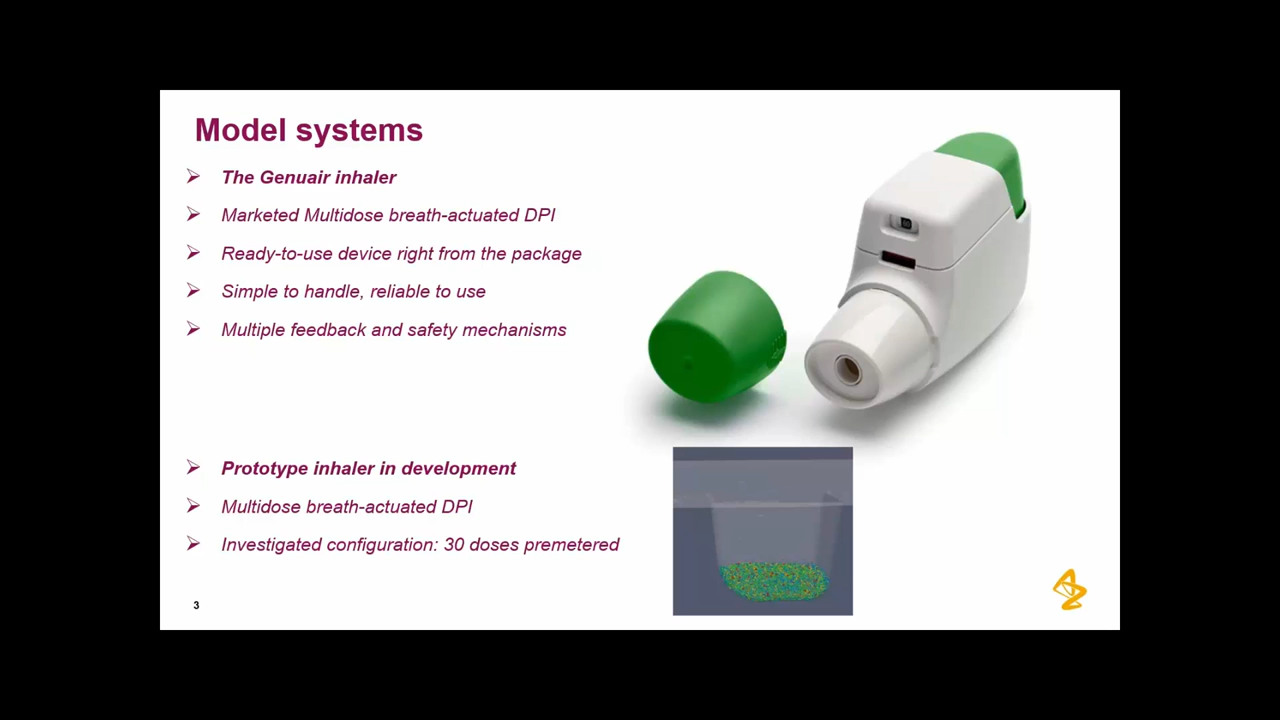 Model systems
The Genuair inhaler
Marketed Multidose breath-actuated DPI
Ready-to-use device right from the package
Simple to handle, reliable to use
Multiple feedback and safety mechanisms
Prototype inhaler in development
Multidose breath-actuated DPI
Investigated configuration: 30 doses premetered
3